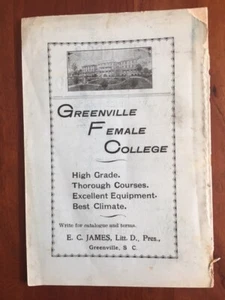 GREENVILLE
FEMALE
COLLEGE
High Grade.
Thorough Courses.
Excellent Equipment.
Best Climate.
Write for catalogue and terms.
E. C. JAMES, Litt. D., Pres.,
Greenville, S. C.